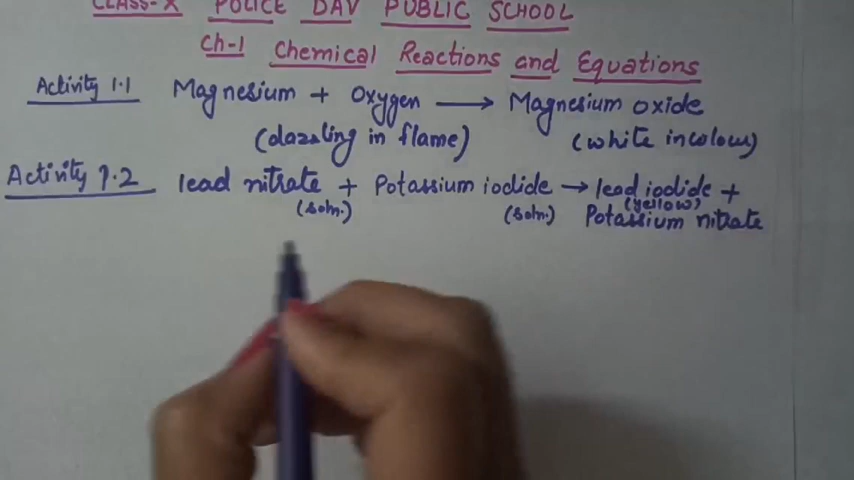 CLASS-X POLICE DAV PUBLIC SCHOOL
Ch-1 Chemical Reactions and Equations
Activity 1.1 Magnesium + Oxygen → Magnesium oxide
(dazzling in flame) (white in colour)
Activity 1.2 lead nitrate + Potassium iodide → lead iodide +
(soln.) (soln.) (yellow)
Potassium nitrate